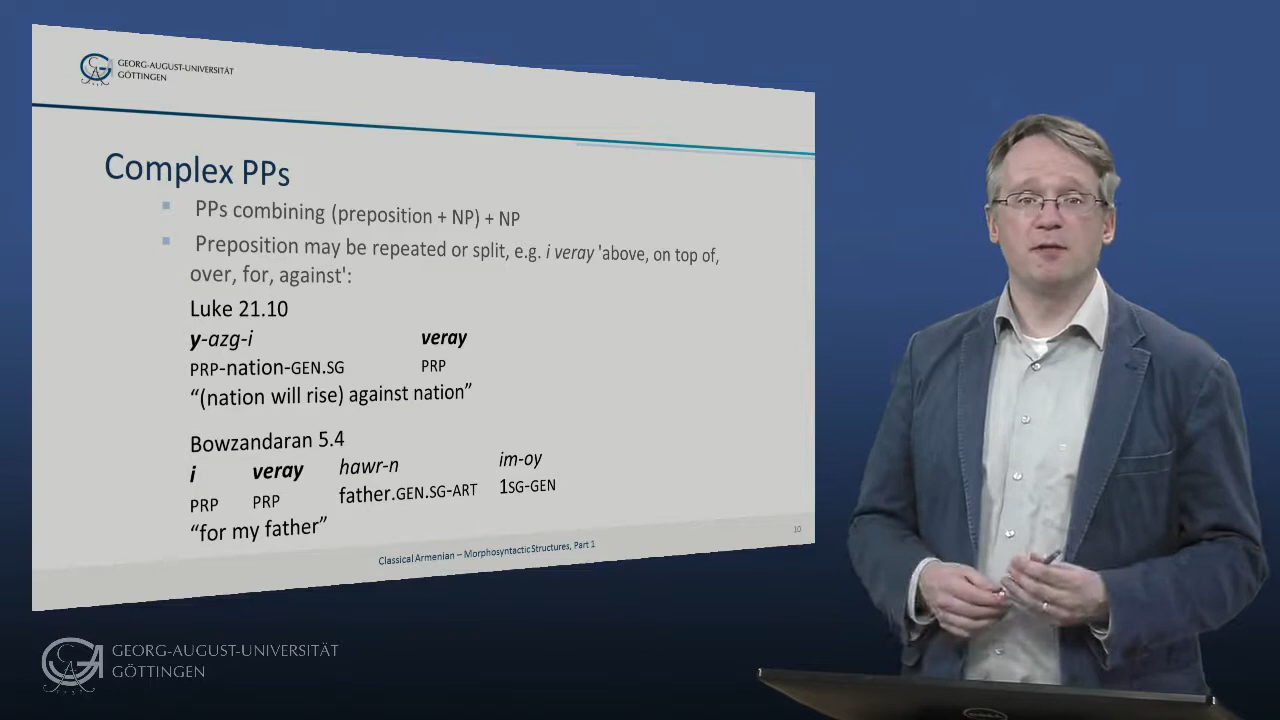 GEORG-AUGUST-UNIVERSITÄT
GÖTTINGEN
Complex PPs
PPs combining (preposition + NP) + NP
Preposition may be repeated or split, e.g. i veray 'above, on top of,
over, for, against':
Luke 21.10
y-azg-i veray
PRP-nation-GEN.SG PRP
“(nation will rise) against nation”
Bowzandaran 5.4
i veray hawr-n im-oy
PRP PRP father.GEN.SG-ART 1SG-GEN
“for my father”
10
Classical Armenian – Morphosyntactic Structures, Part 1
GEORG-AUGUST-UNIVERSITÄT
GÖTTINGEN